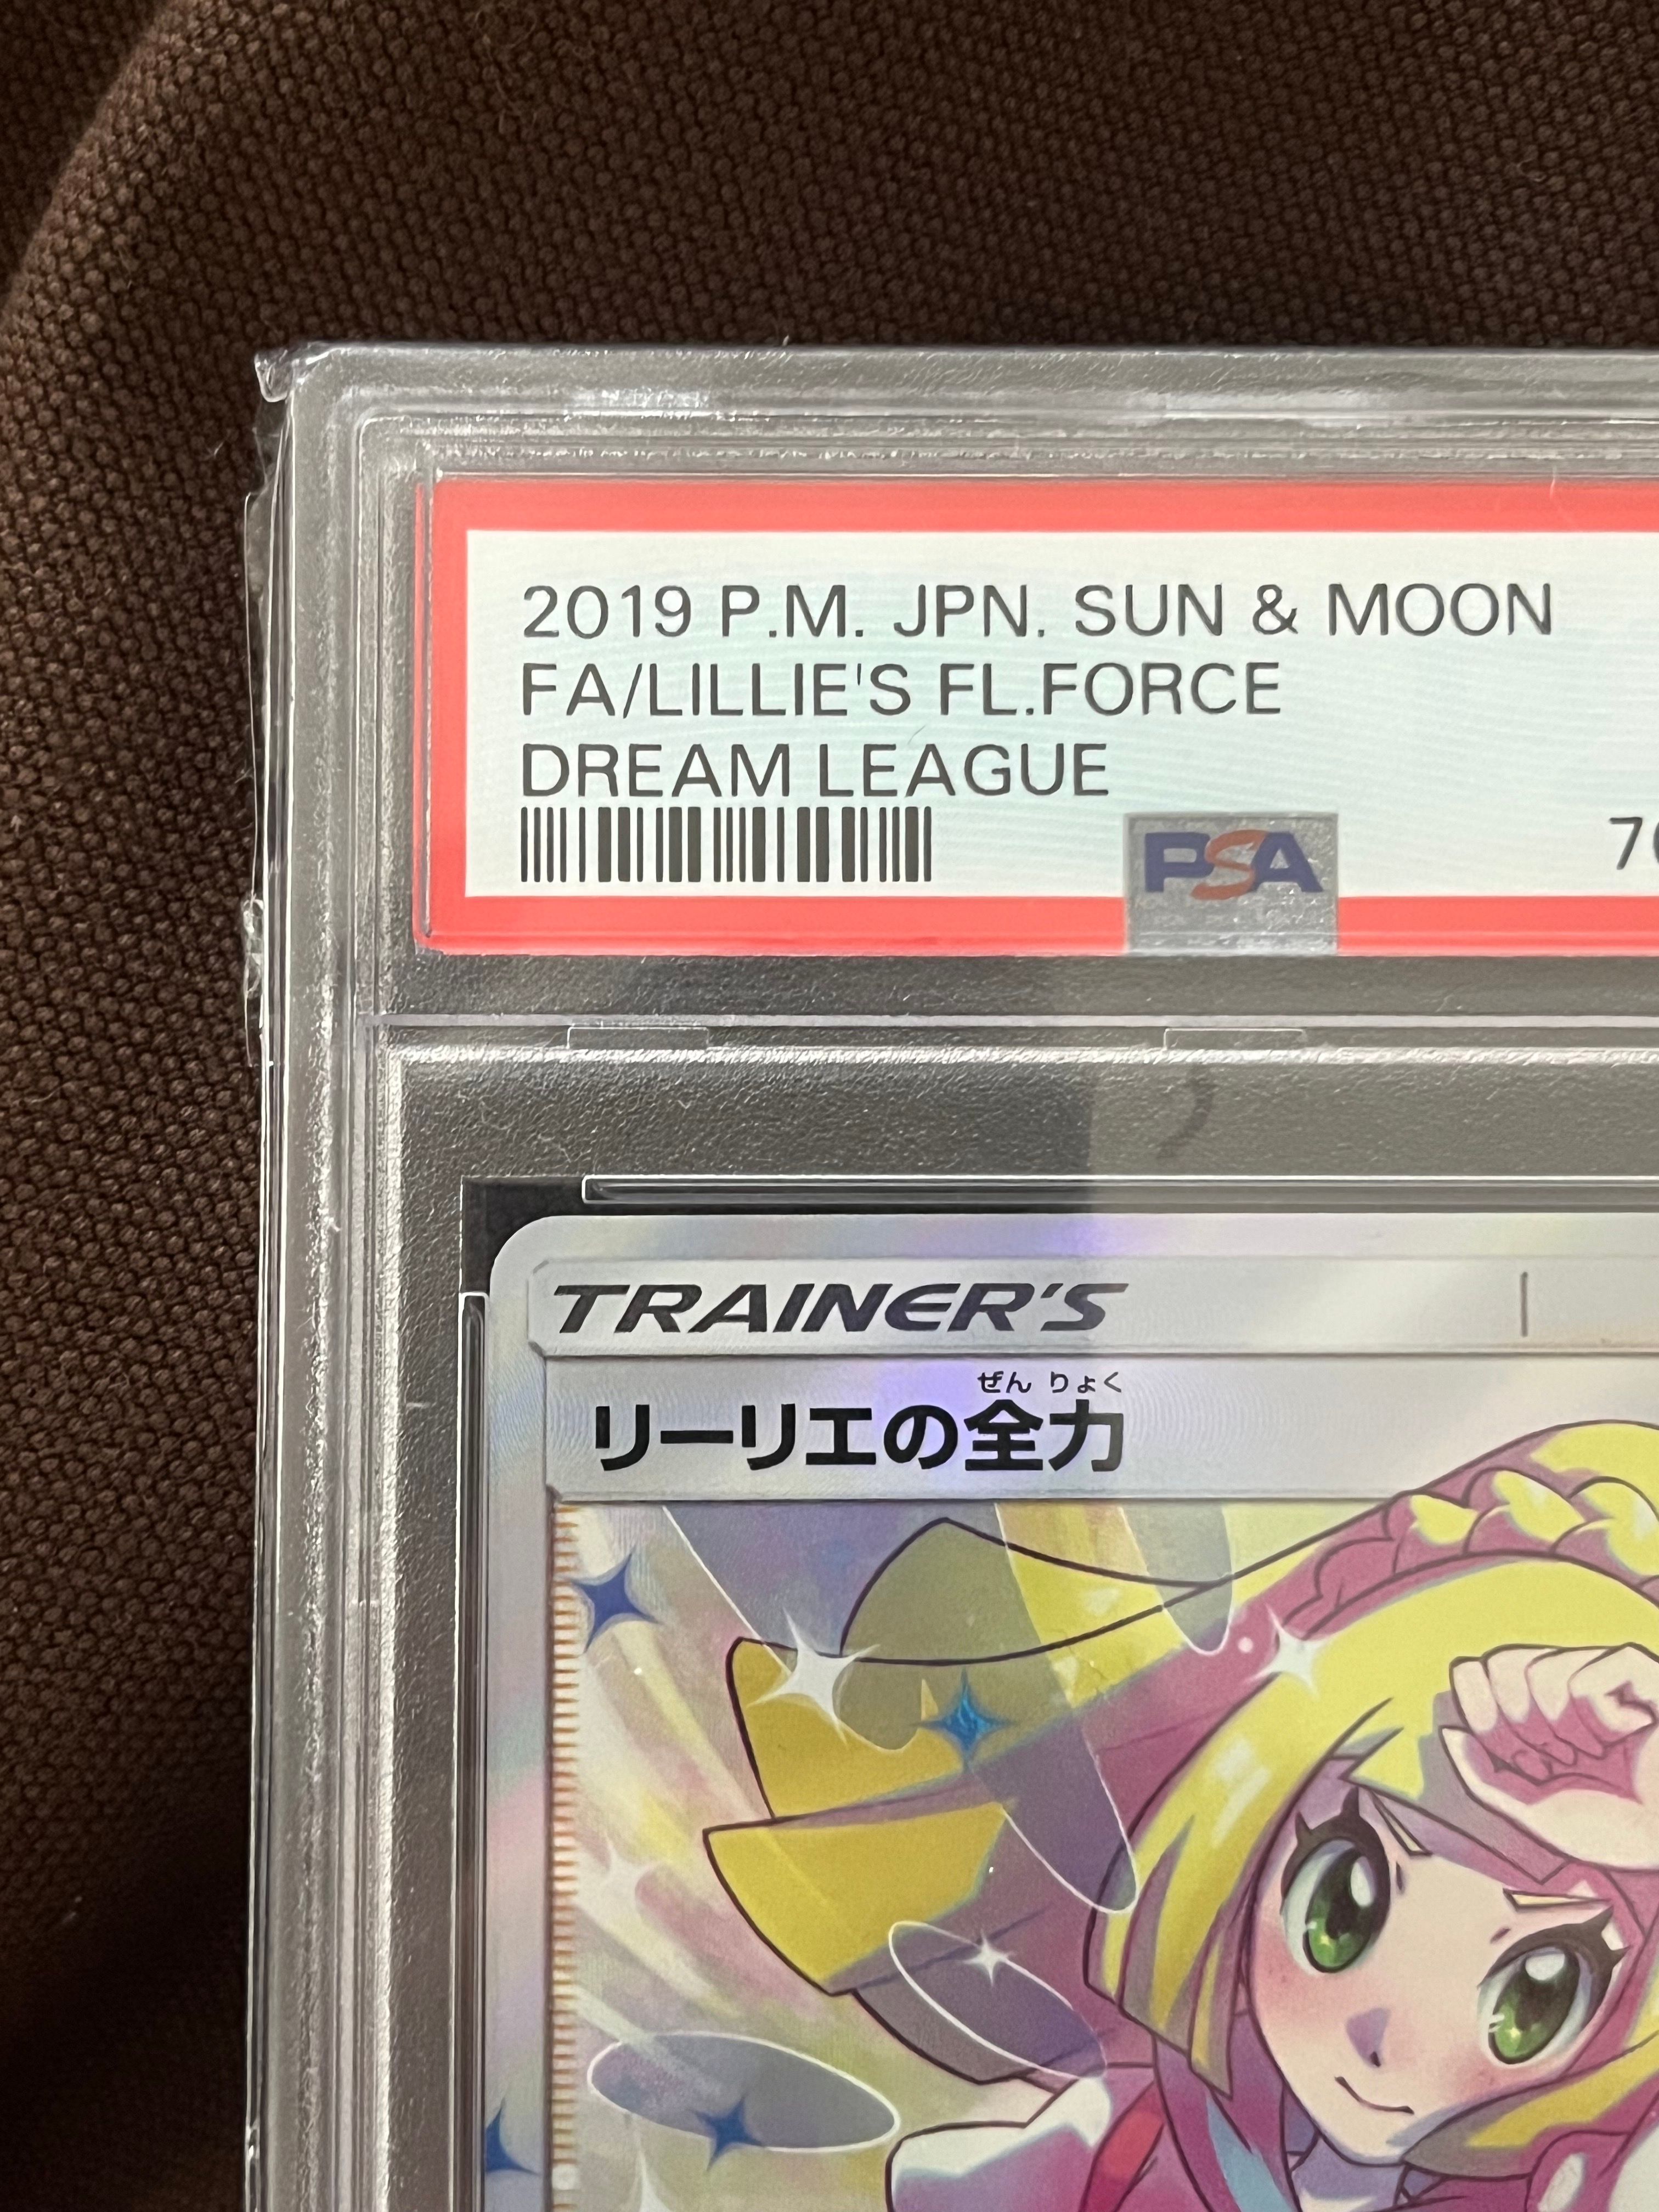 2019 P.M. JPN. SUN & MOON
FA/LILLIE'S FL.FORCE
DREAM LEAGUE
PSA
TRAINER'S
ぜん りょく
リーリエの全力